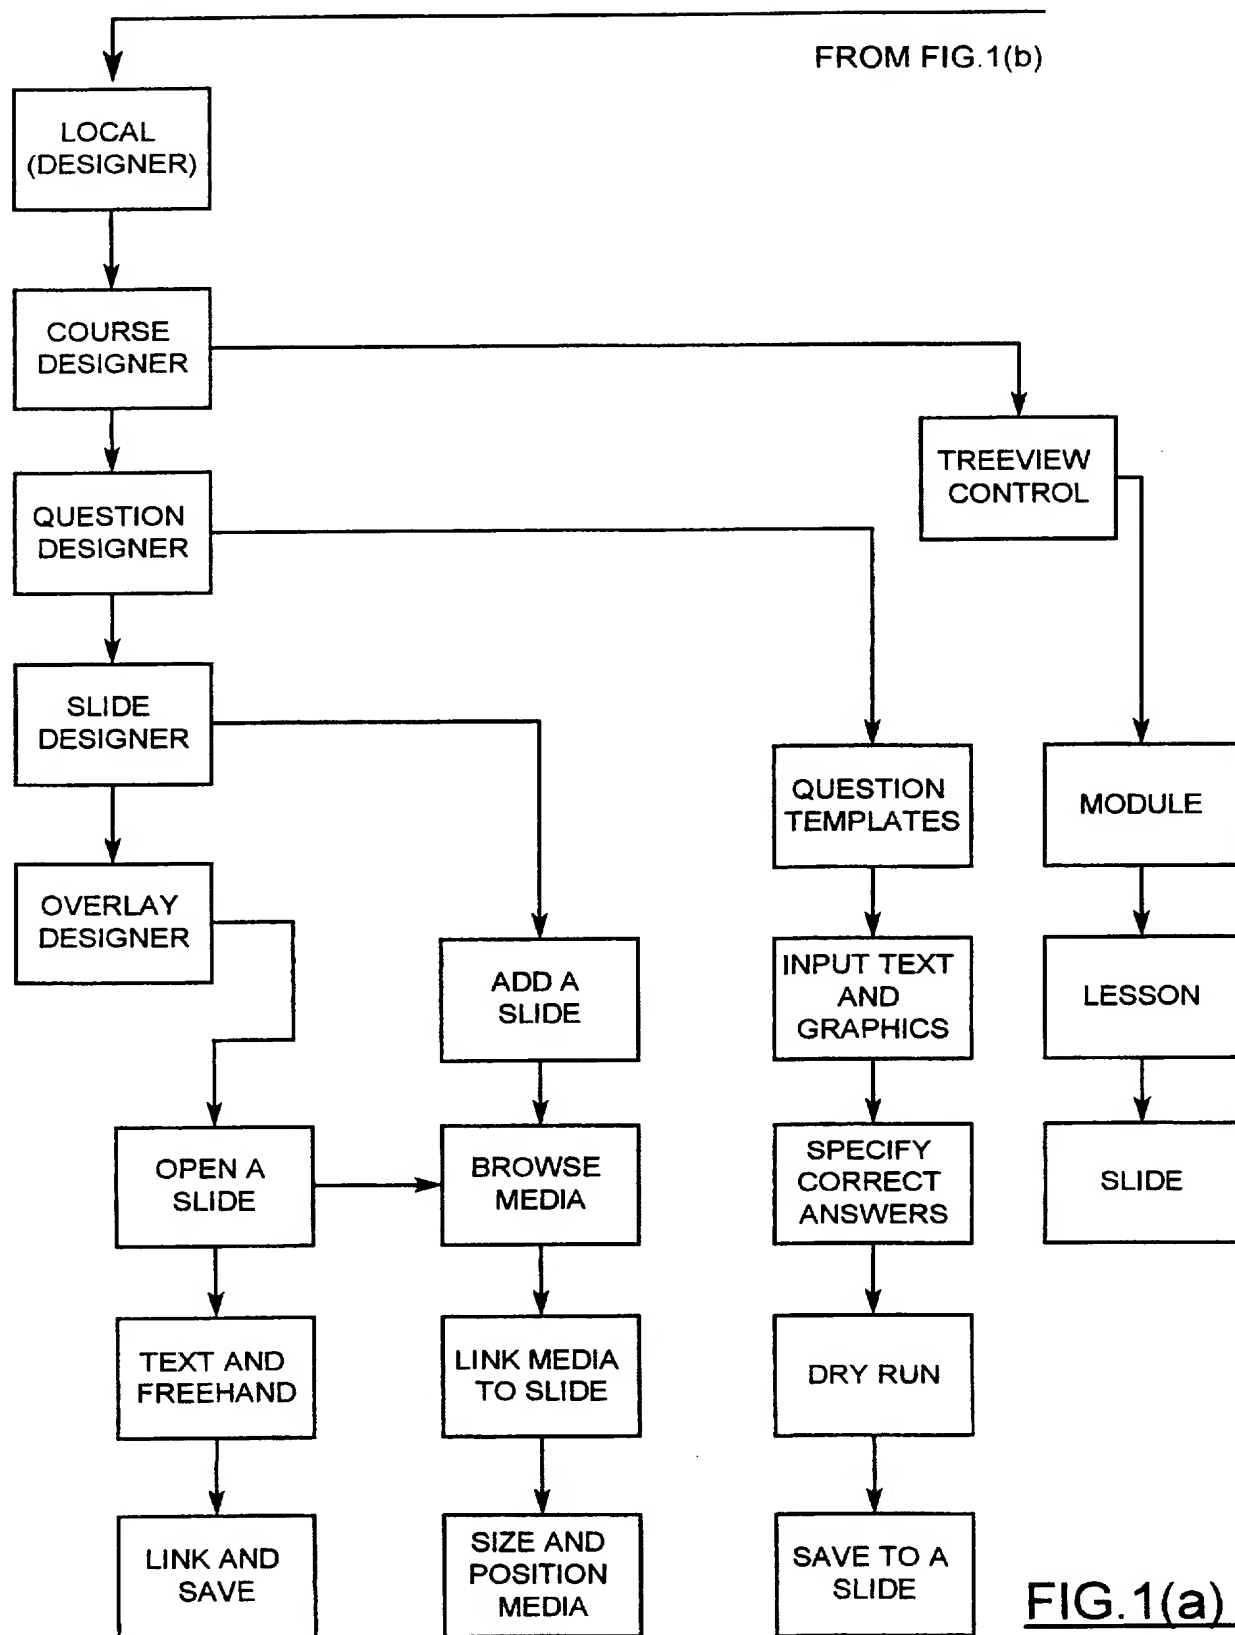 FROM FIG.1(b)
LOCAL
(DESIGNER)
COURSE
DESIGNER
TREEVIEW
CONTROL
QUESTION
DESIGNER
SLIDE
DESIGNER
QUESTION
TEMPLATES
MODULE
OVERLAY
DESIGNER
ADD A
SLIDE
INPUT TEXT
AND
GRAPHICS
LESSON
OPEN A
SLIDE
BROWSE
MEDIA
SPECIFY
CORRECT
ANSWERS
SLIDE
TEXT AND
FREEHAND
LINK MEDIA
TO SLIDE
DRY RUN
LINK AND
SAVE
SIZE AND
POSITION
MEDIA
SAVE TO A
SLIDE
FIG.1(a)